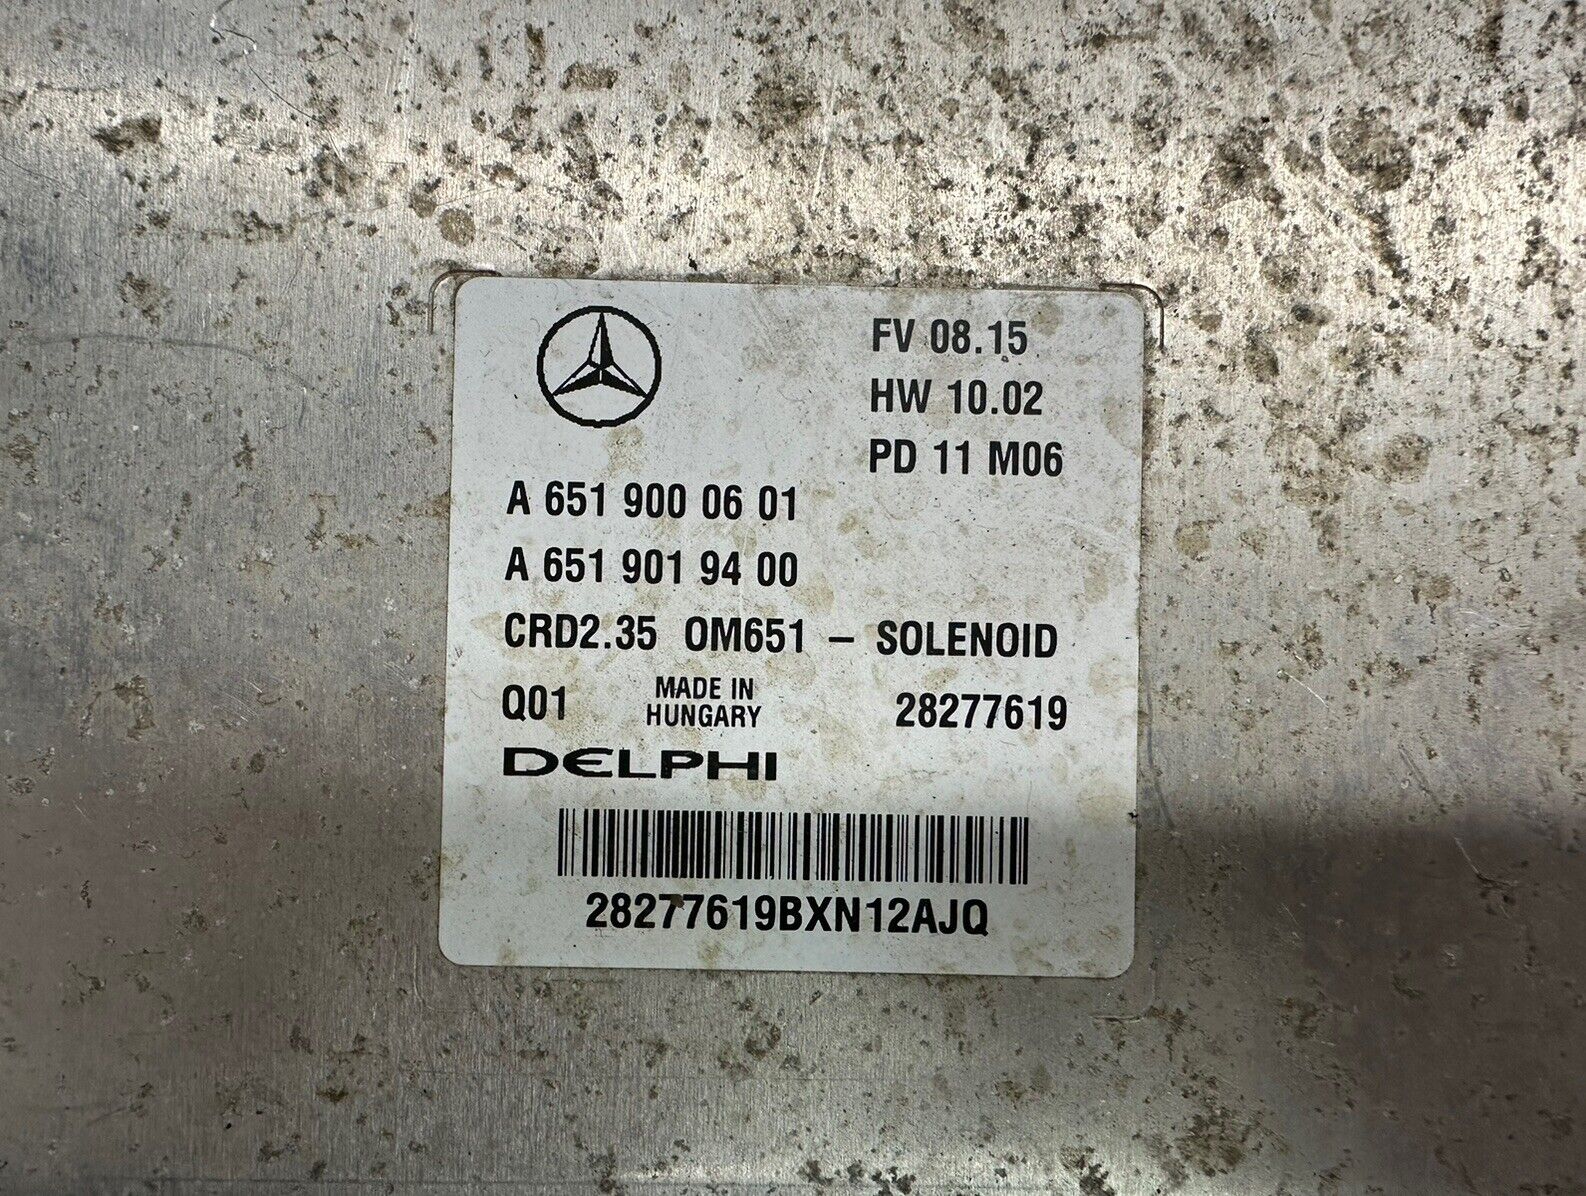 FV 08.15
HW 10.02
PD 11 M06
A 651 900 06 01
A 651 901 94 00
CRD2.35 OM651 – SOLENOID
Q01 MADE IN HUNGARY 28277619
DELPHI
28277619BXN12AJQ